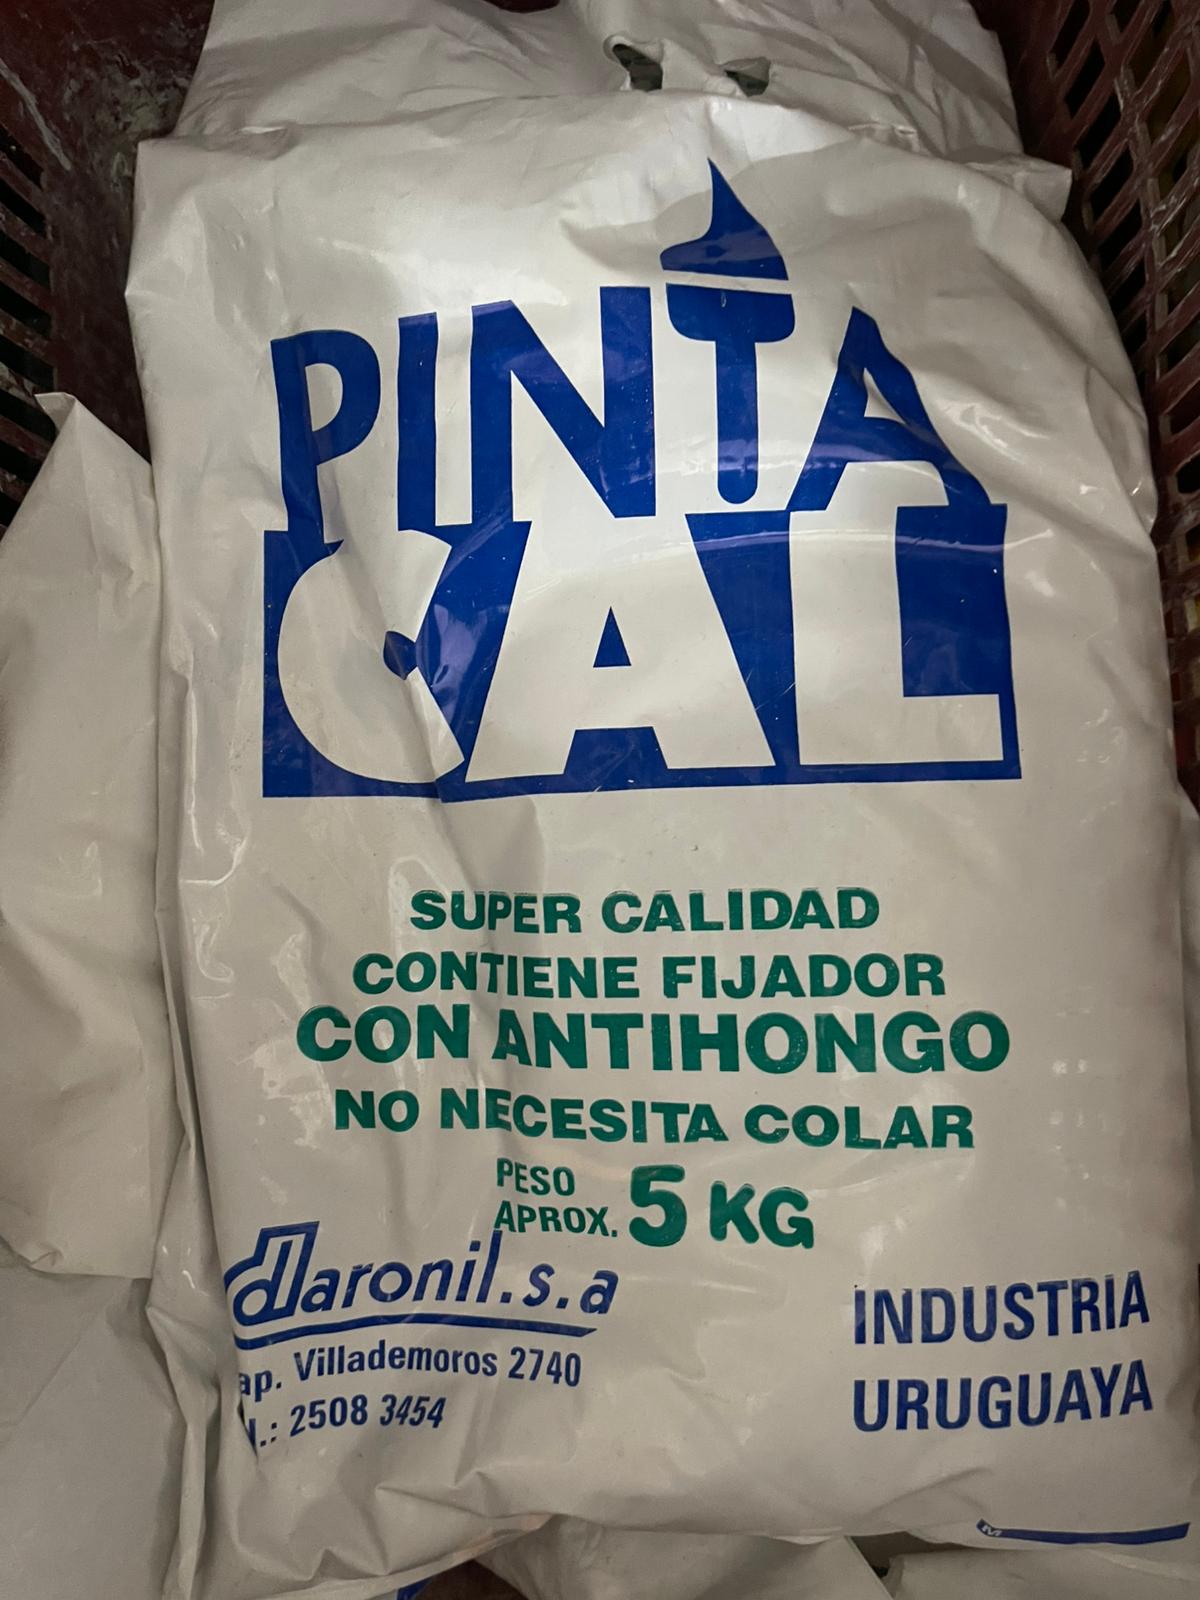 PINTA
CAL
SUPER CALIDAD
CONTIENE FIJADOR
CON ANTIHONGO
NO NECESITA COLAR
PESO
APROX. 5 KG
daronil.s.a
ap. Villademoros 2740
l.: 2508 3454
INDUSTRIA
URUGUAYA